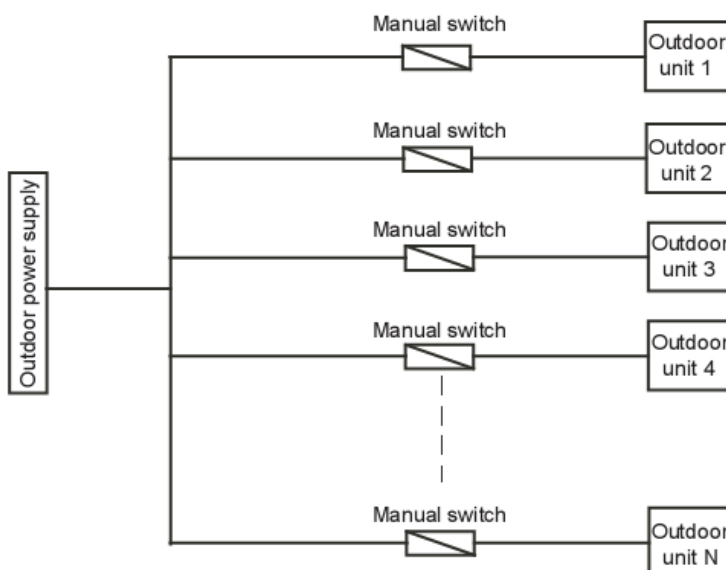 Manual switch
Outdoor
unit 1
Manual switch
Outdoor
unit 2
Manual switch
Outdoor
unit 3
Outdoor power supply
Manual switch
Outdoor
unit 4
Manual switch
Outdoor
unit N